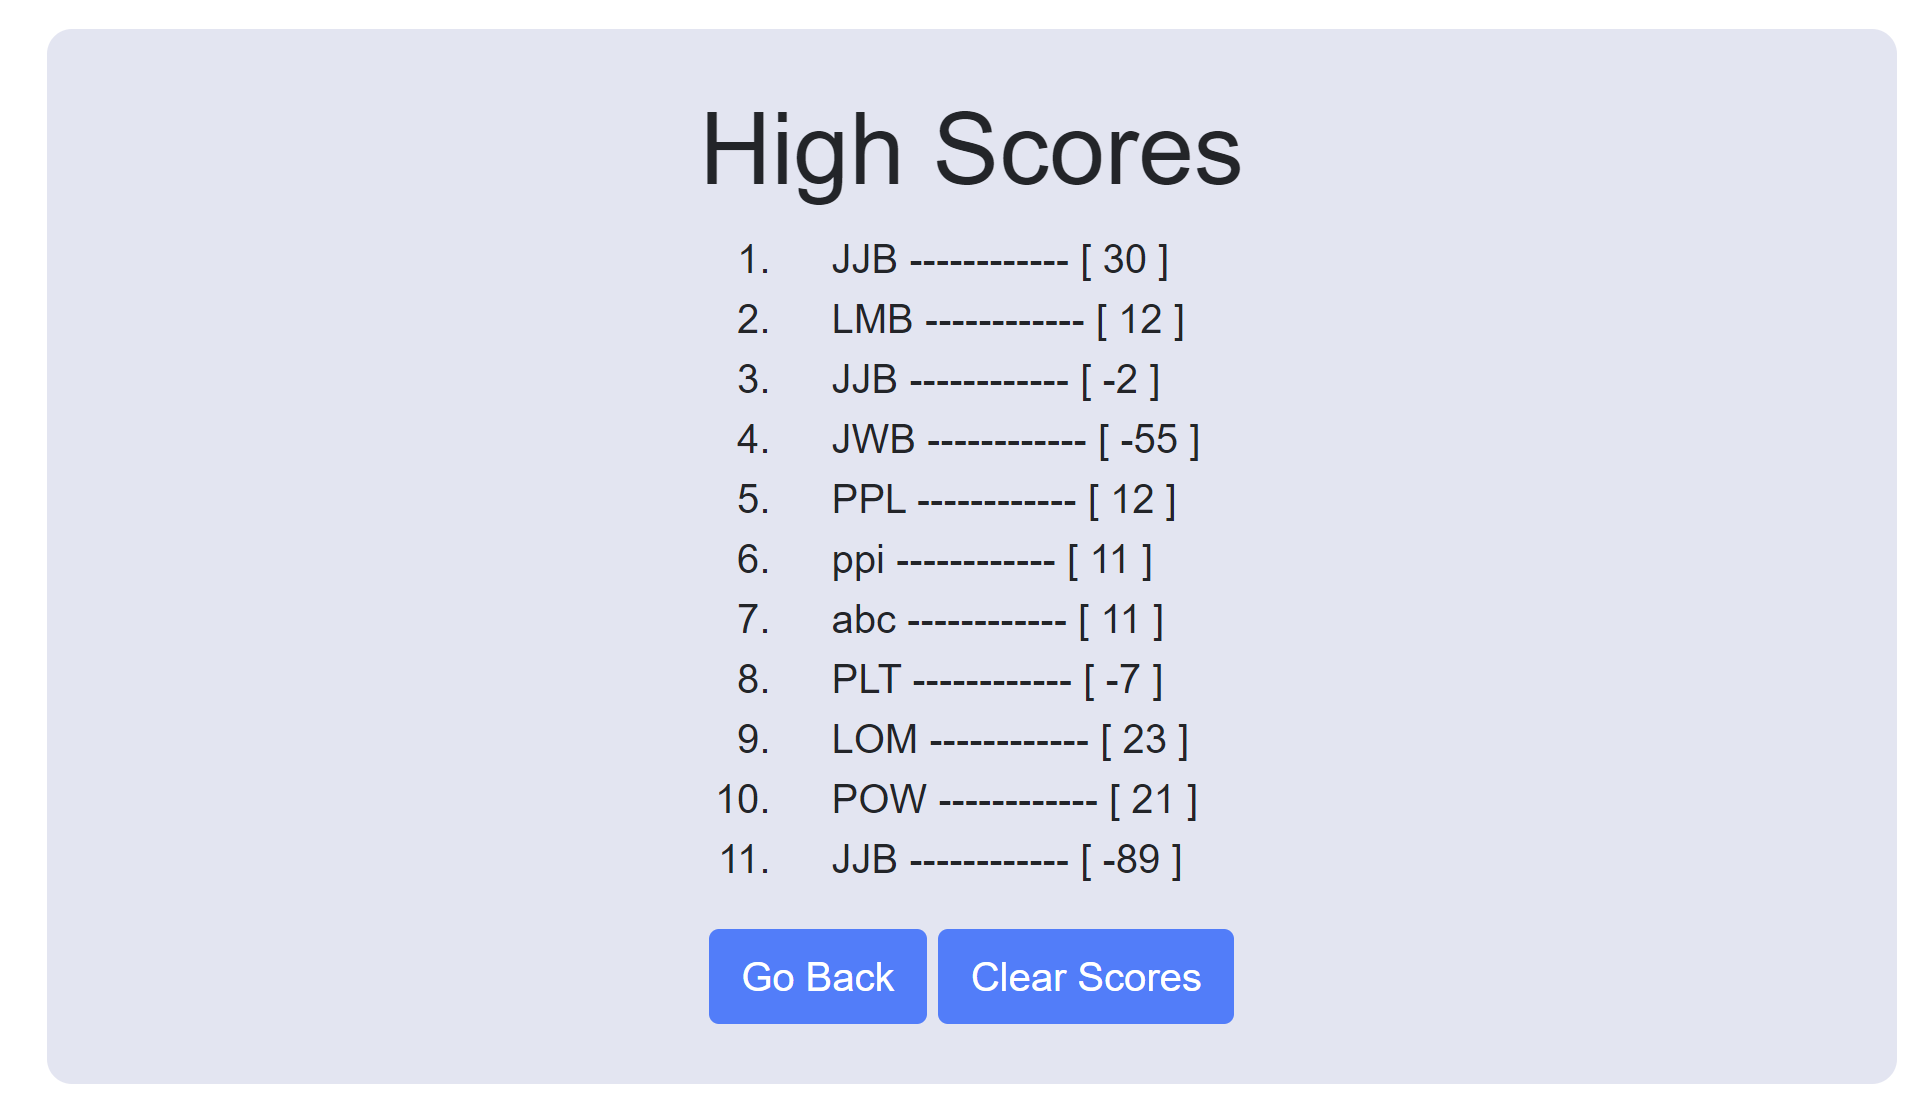 High Scores
1. JJB ------------ [ 30 ]
2. LMB ------------ [ 12 ]
3. JJB ------------ [ -2 ]
4. JWB ------------ [ -55 ]
5. PPL ------------ [ 12 ]
6. ppi ------------ [ 11 ]
7. abc ------------ [ 11 ]
8. PLT ------------ [ -7 ]
9. LOM ------------ [ 23 ]
10. POW ------------ [ 21 ]
11. JJB ------------ [ -89 ]
Go Back Clear Scores